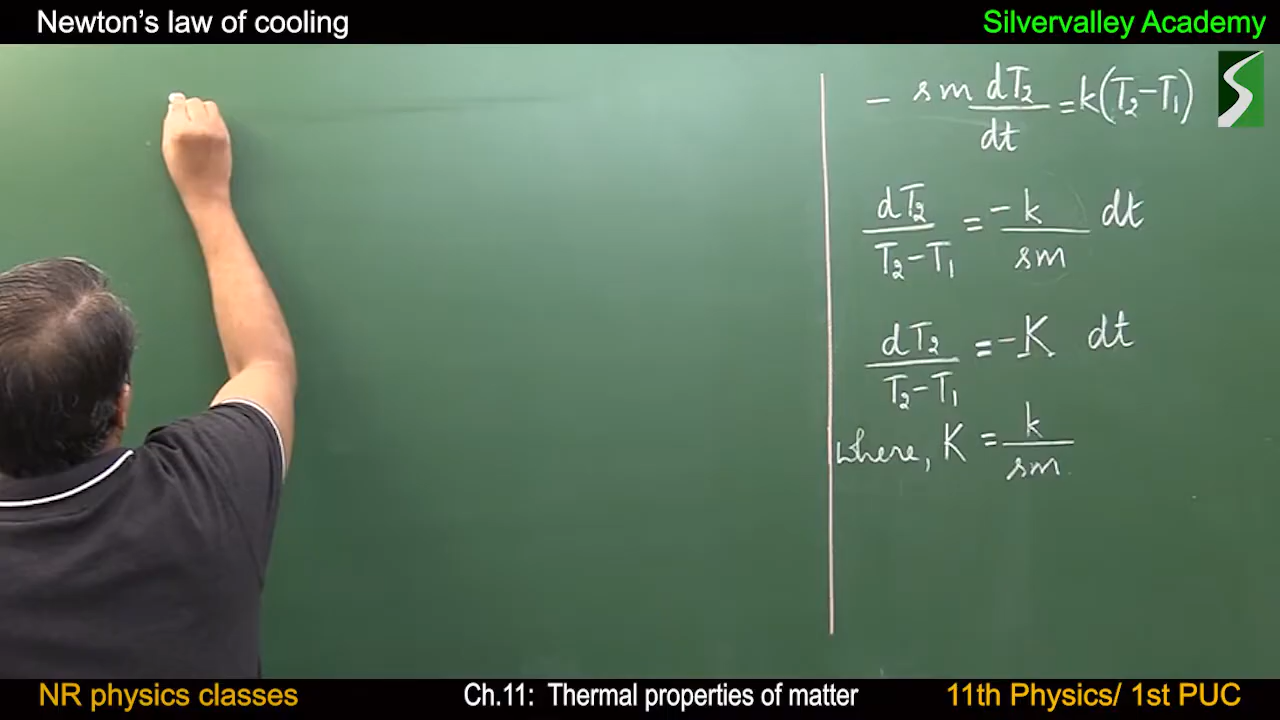 Newton's law of cooling
Silvervalley Academy
- sm dT₂/dt = k(T₂-T₁)
dT₂/T₂-T₁ = -k/sm dt
dT₂/T₂-T₁ = -K dt
where, K = k/sm
NR physics classes
Ch.11: Thermal properties of matter
11th Physics/ 1st PUC